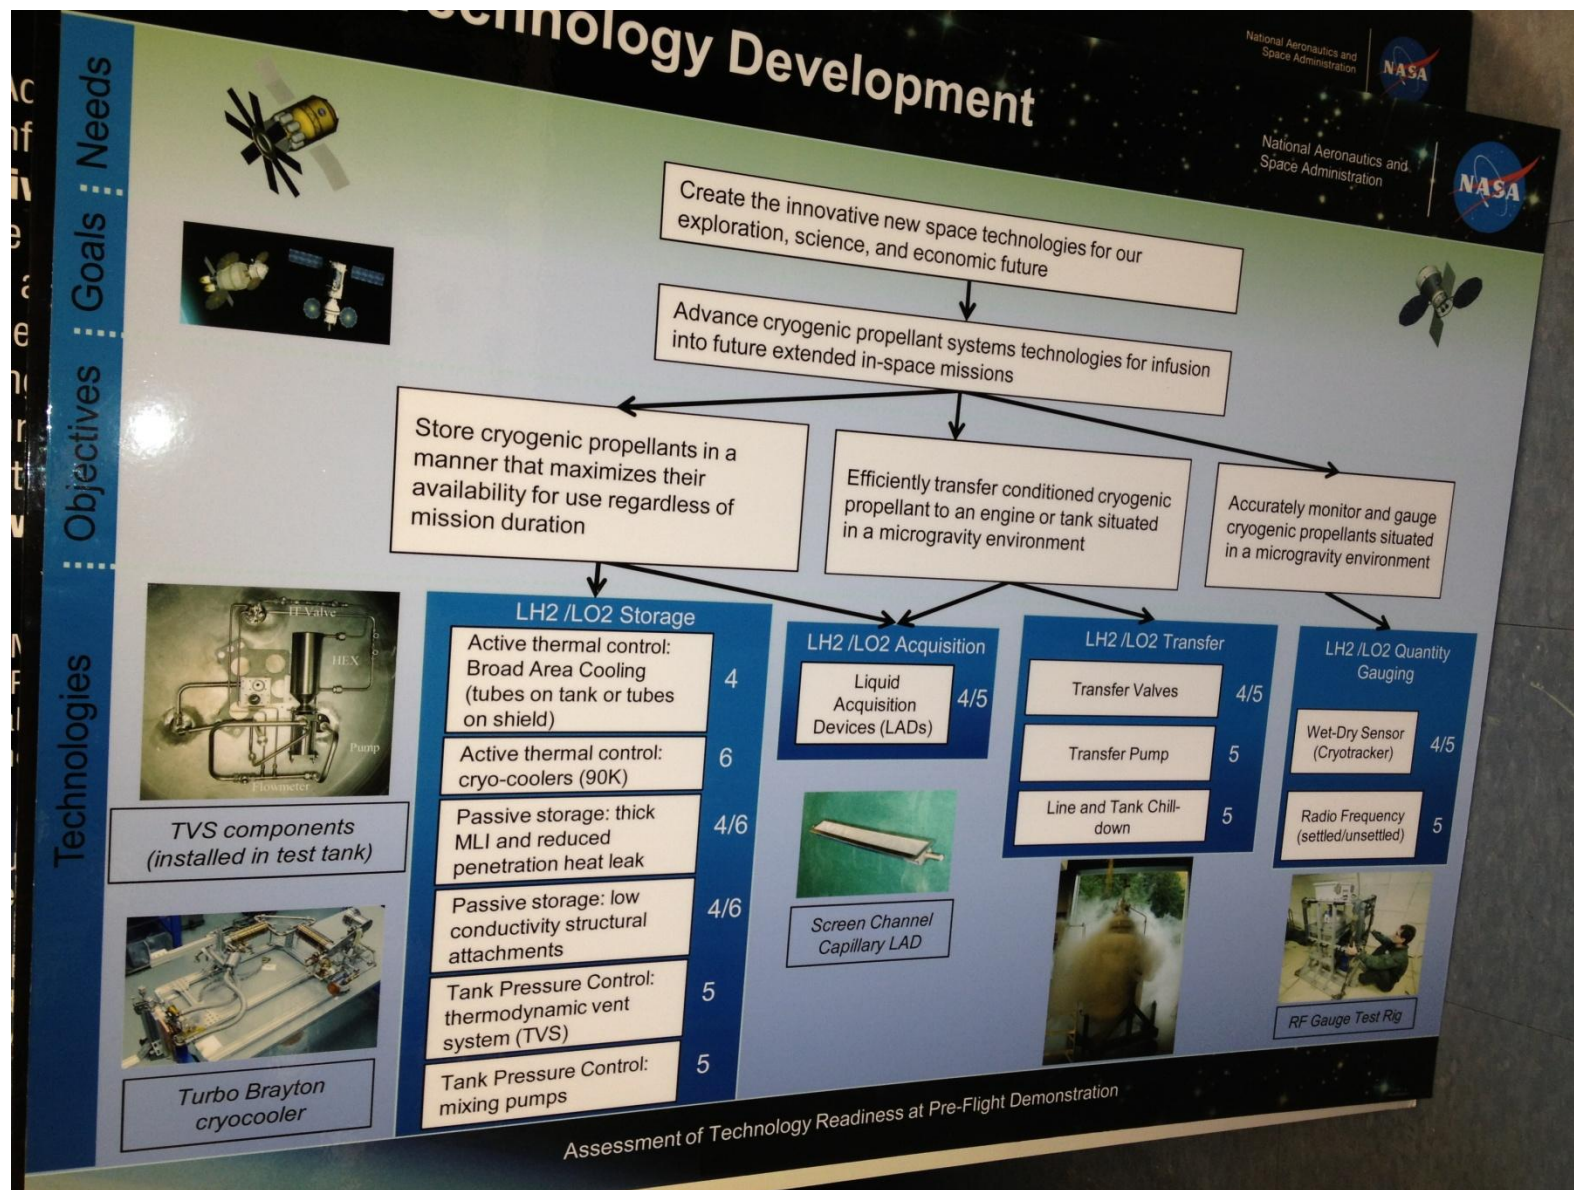 Technology Development
National Aeronautics and
Space Administration
NASA
National Aeronautics and
Space Administration
NASA
Needs
Goals
Objectives
Technologies
Create the innovative new space technologies for our
exploration, science, and economic future
Advance cryogenic propellant systems technologies for infusion
into future extended in-space missions
Store cryogenic propellants in a
manner that maximizes their
availability for use regardless of
mission duration
Efficiently transfer conditioned cryogenic
propellant to an engine or tank situated
in a microgravity environment
Accurately monitor and gauge
cryogenic propellants situated
in a microgravity environment
HEX
Pump
Flowmeter
TVS components
(installed in test tank)
Turbo Brayton
cryocooler
LH2 /LO2 Storage
Active thermal control:
Broad Area Cooling
(tubes on tank or tubes
on shield)
4
Active thermal control:
cryo-coolers (90K)
6
Passive storage: thick
MLI and reduced
penetration heat leak
4/6
Passive storage: low
conductivity structural
attachments
4/6
Tank Pressure Control:
thermodynamic vent
system (TVS)
5
Tank Pressure Control:
mixing pumps
5
LH2 /LO2 Acquisition
Liquid
Acquisition
Devices (LADs)
4/5
Screen Channel
Capillary LAD
LH2 /LO2 Transfer
Transfer Valves
4/5
Transfer Pump
5
Line and Tank Chill-
down
5
LH2 /LO2 Quantity
Gauging
Wet-Dry Sensor
(Cryotracker)
4/5
Radio Frequency
(settled/unsettled)
5
RF Gauge Test Rig
Assessment of Technology Readiness at Pre-Flight Demonstration